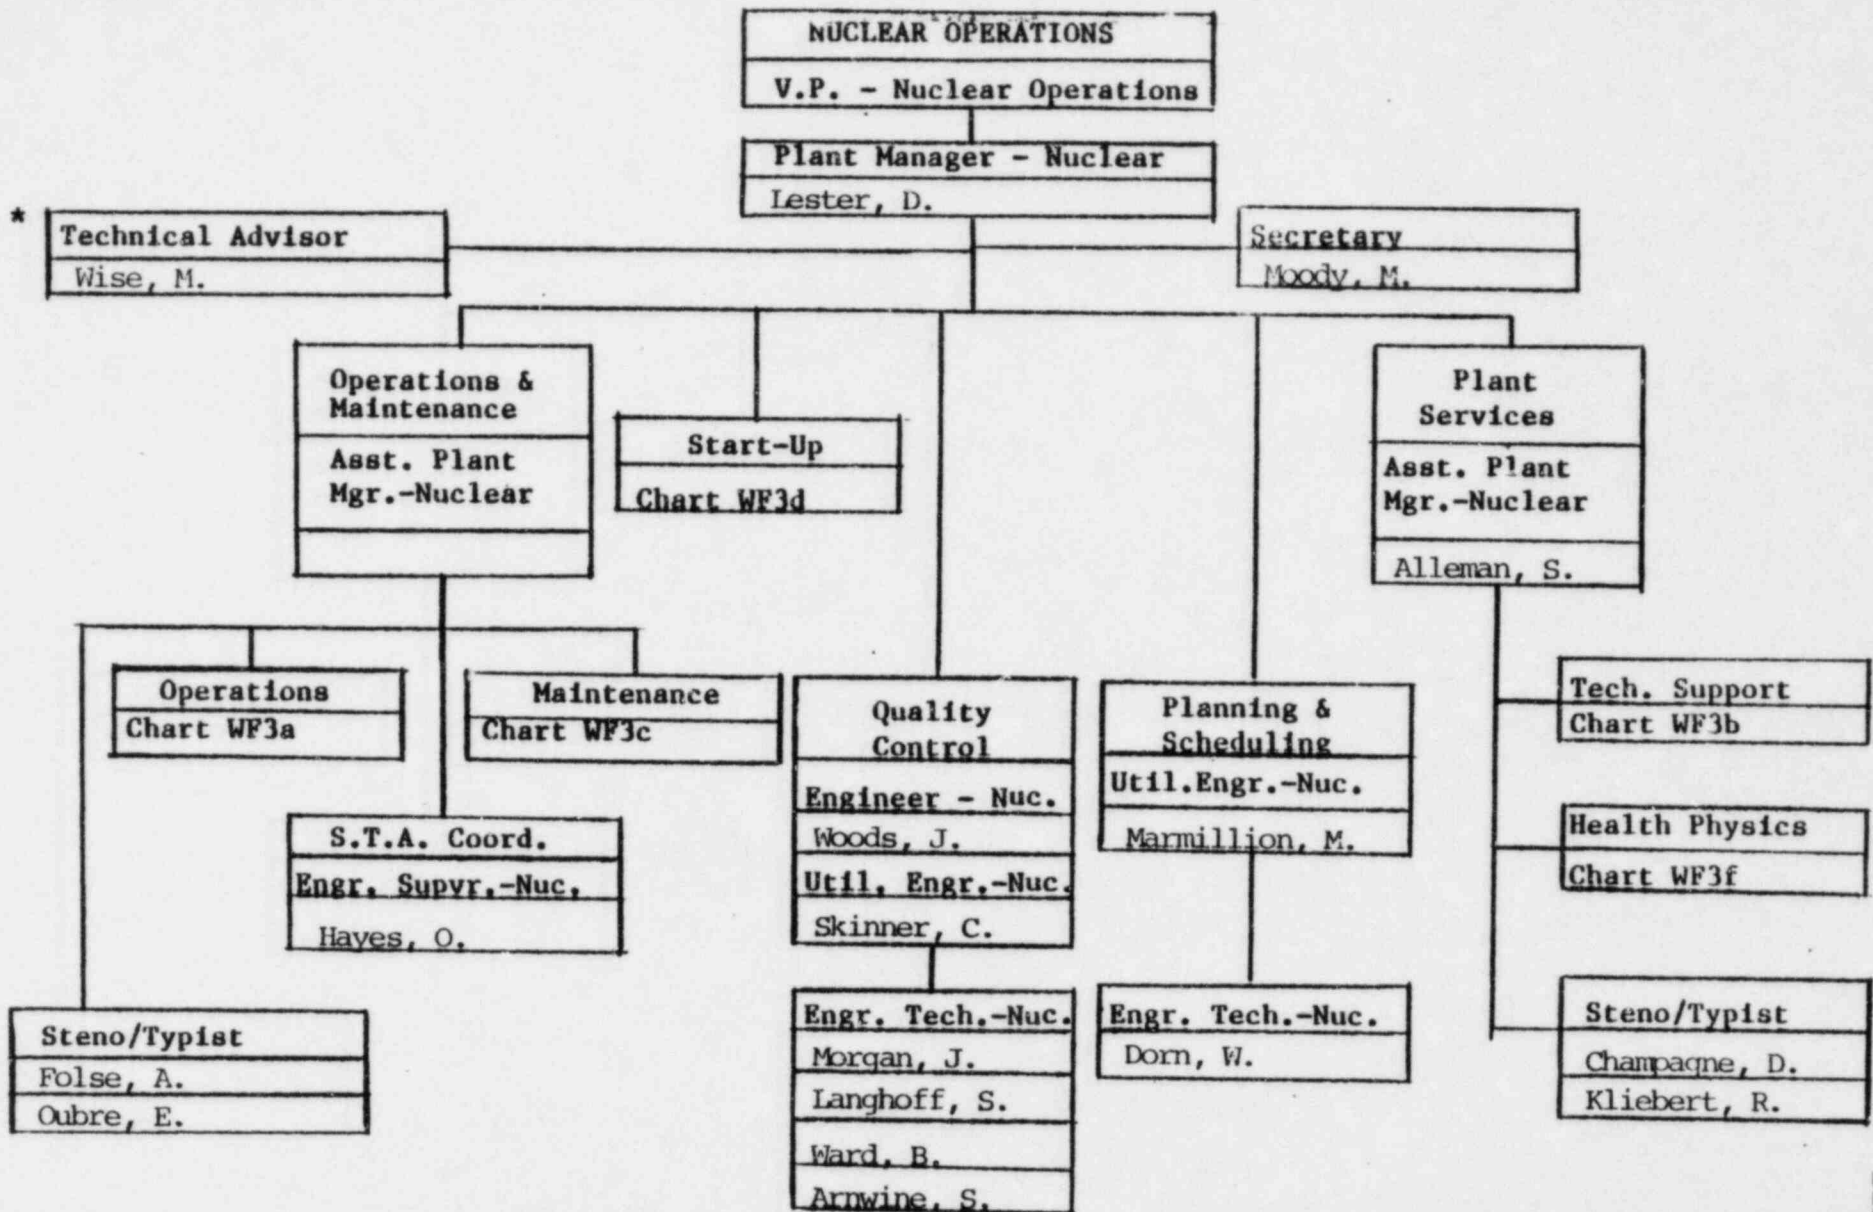 NUCLEAR OPERATIONS
V.P. - Nuclear Operations
Plant Manager - Nuclear
Lester, D.
*
Technical Advisor
Wise, M.
Secretary
Moody, M.
Operations &
Maintenance
Asst. Plant
Mgr.-Nuclear
Start-Up
Chart WF3d
Plant
Services
Asst. Plant
Mgr.-Nuclear
Alleman, S.
Operations
Chart WF3a
Maintenance
Chart WF3c
S.T.A. Coord.
Engr. Supvr.-Nuc.
Hayes, O.
Steno/Typist
Folse, A.
Oubre, E.
Quality
Control
Engineer - Nuc.
Woods, J.
Util. Engr.-Nuc.
Skinner, C.
Engr. Tech.-Nuc.
Morgan, J.
Langhoff, S.
Ward, B.
Arnwine, S.
Planning &
Scheduling
Util.Engr.-Nuc.
Marmillion, M.
Engr. Tech.-Nuc.
Dorn, W.
Tech. Support
Chart WF3b
Health Physics
Chart WF3f
Steno/Typist
Champagne, D.
Kliebert, R.